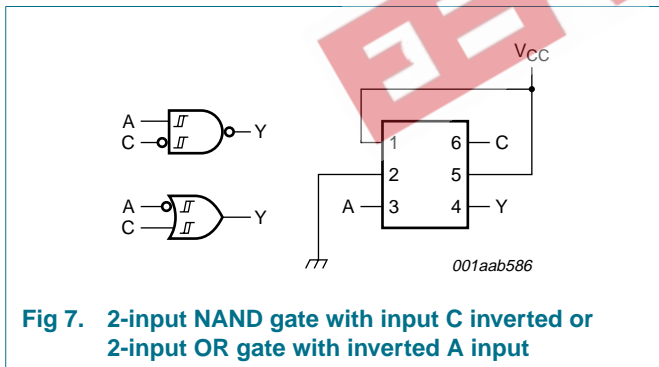 VCC
A
C
Y
A
C
Y
1
6
C
2
5
A
3
4
Y
001aab586
Fig 7. 2-input NAND gate with input C inverted or
2-input OR gate with inverted A input